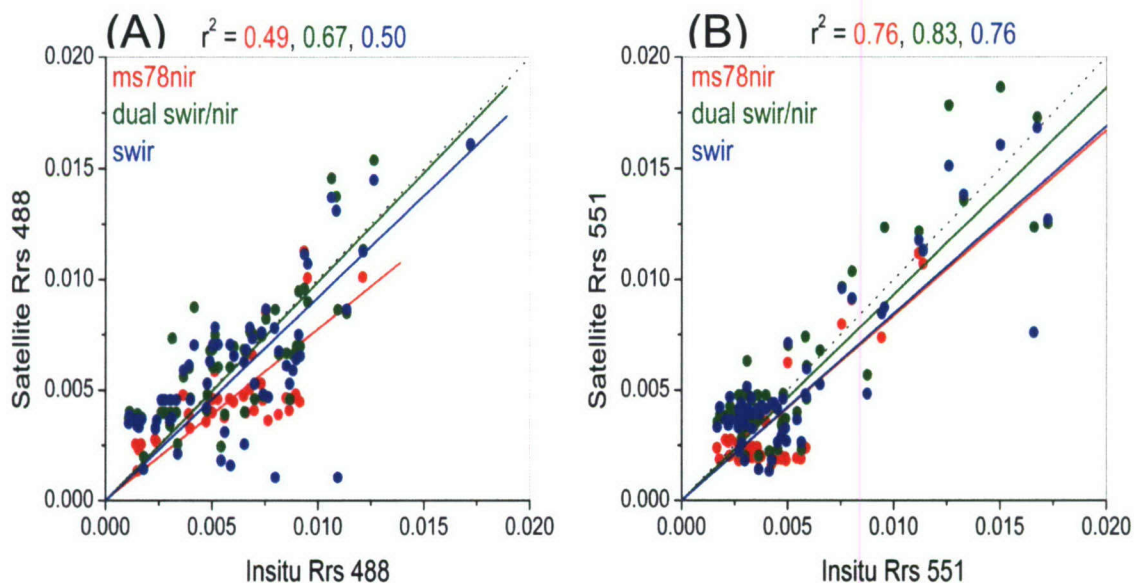 (A)
r² = 0.49, 0.67, 0.50
ms78nir
dual swir/nir
swir
Satellite Rrs 488
0.020
0.015
0.010
0.005
0.000
0.000 0.005 0.010 0.015 0.020
Insitu Rrs 488
(B)
r² = 0.76, 0.83, 0.76
ms78nir
dual swir/nir
swir
Satellite Rrs 551
0.020
0.015
0.010
0.005
0.000
0.000 0.005 0.010 0.015 0.020
Insitu Rrs 551